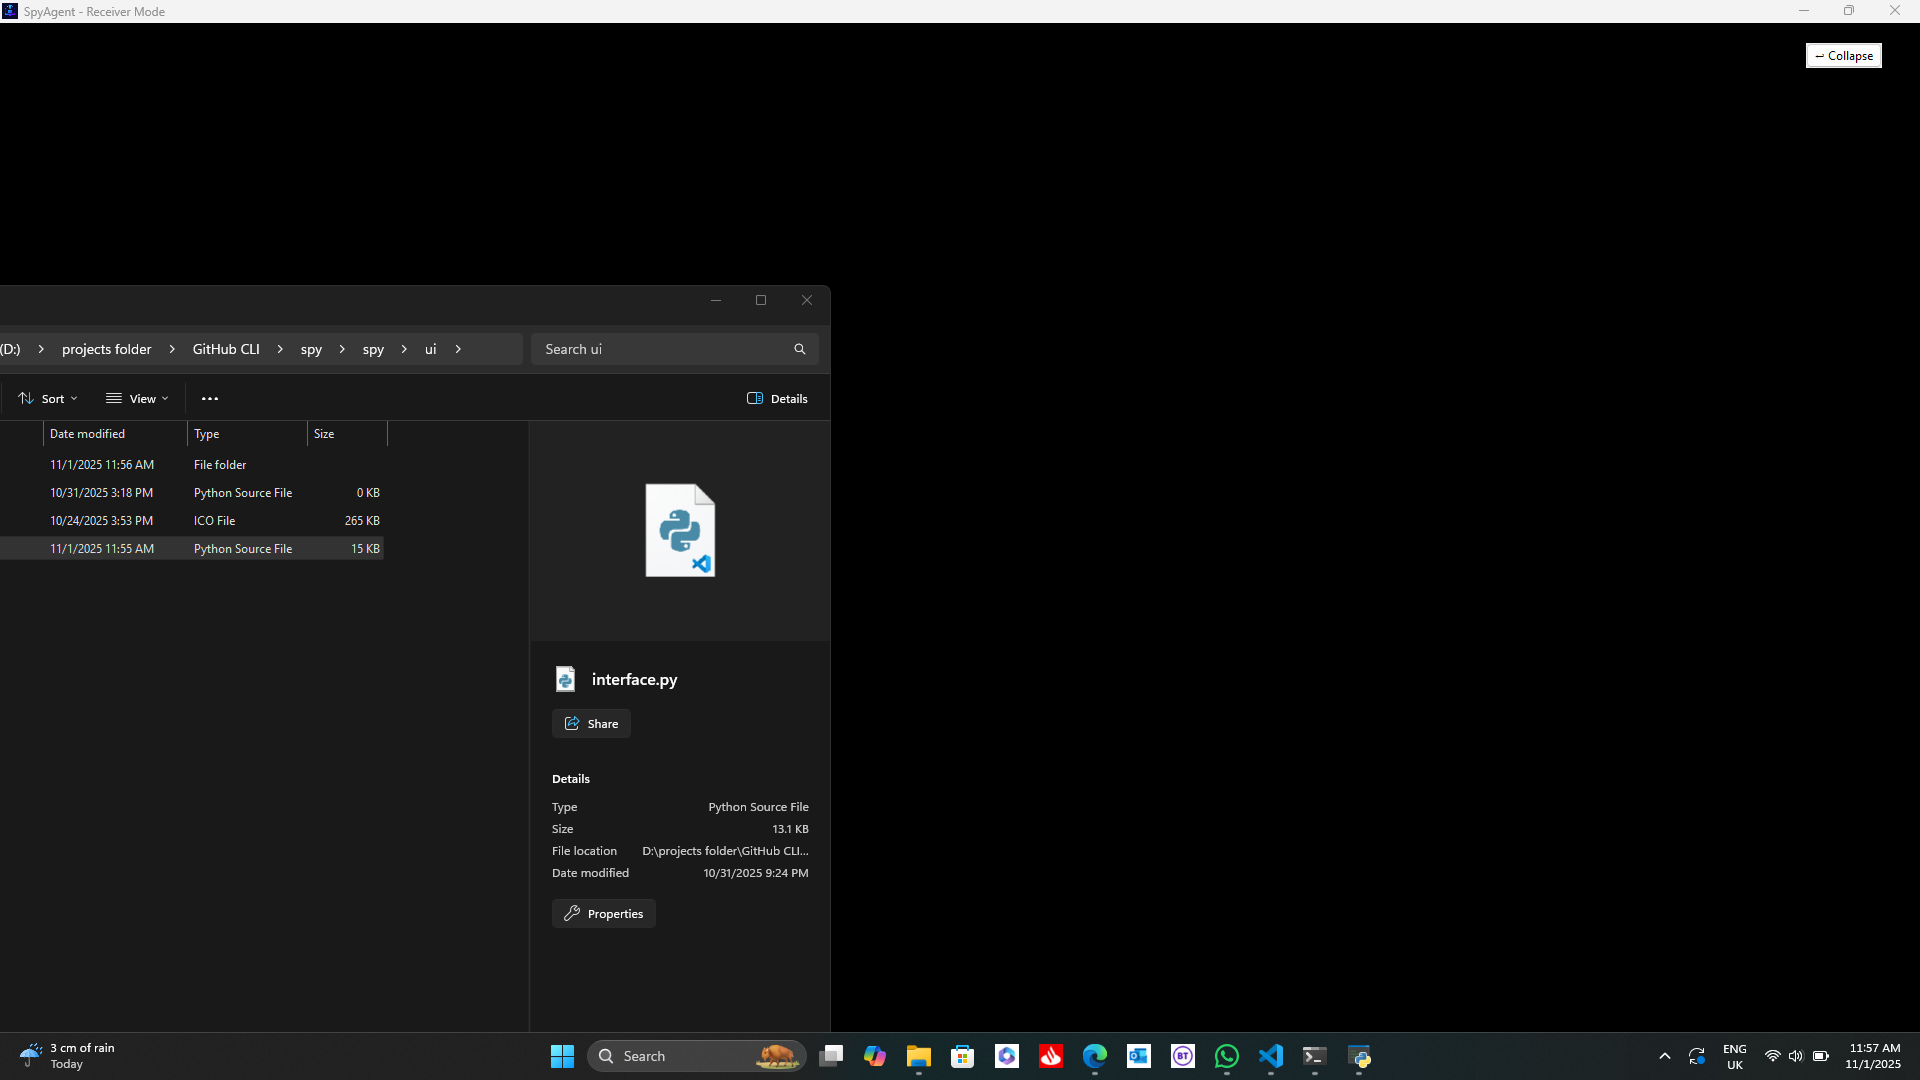 SpyAgent - Receiver Mode
Collapse
(D:) > projects folder > GitHub CLI > spy > spy > ui >
Search ui
Sort
View
Details
Date modified Type Size
11/1/2025 11:56 AM File folder
10/31/2025 3:18 PM Python Source File 0 KB
10/24/2025 3:53 PM ICO File 265 KB
11/1/2025 11:55 AM Python Source File 15 KB
interface.py
Share
Details
Type Python Source File
Size 13.1 KB
File location D:\projects folder\GitHub CLI...
Date modified 10/31/2025 9:24 PM
Properties
3 cm of rain
Today
Search
BT
ENG
UK
11:57 AM
11/1/2025